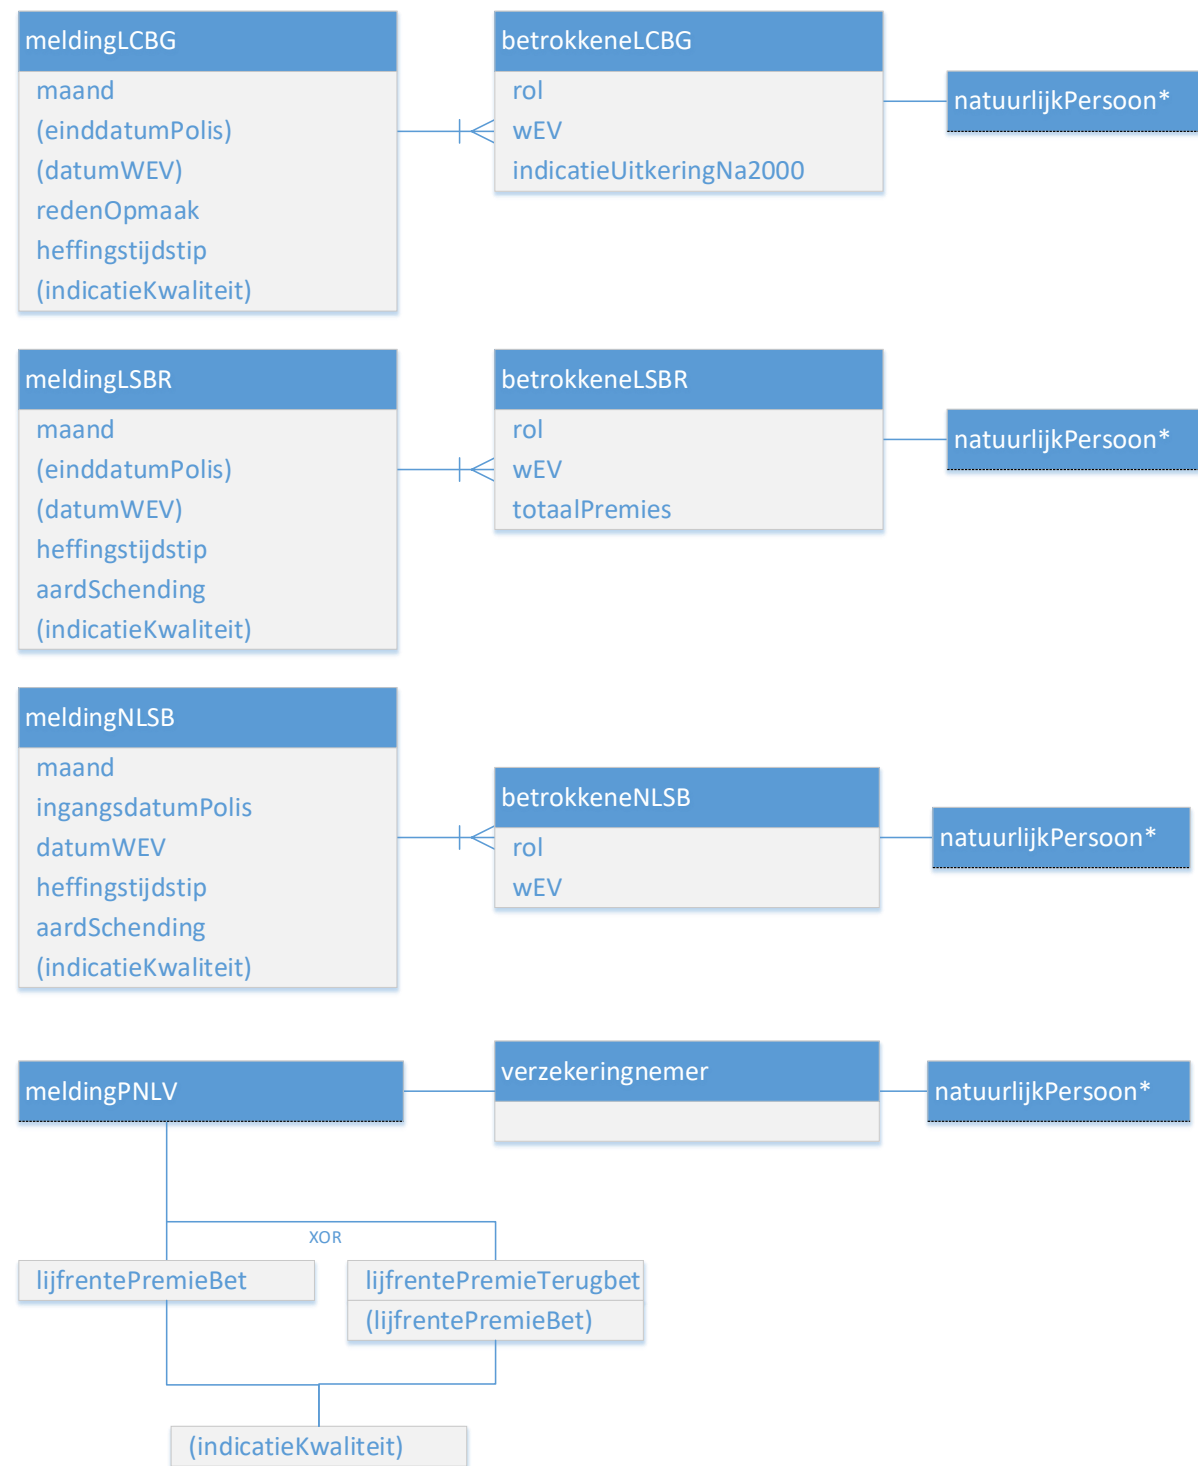 meldingLCBG
maand
(einddatumPolis)
(datumWEV)
redenOpmaak
heffingstijdstip
(indicatieKwaliteit)
betrokkeneLCBG
rol
wEV
indicatieUitkeringNa2000
natuurlijkPersoon*
meldingLSBR
maand
(einddatumPolis)
(datumWEV)
heffingstijdstip
aardSchending
(indicatieKwaliteit)
betrokkeneLSBR
rol
wEV
totaalPremies
natuurlijkPersoon*
meldingNLSB
maand
ingangsdatumPolis
datumWEV
heffingstijdstip
aardSchending
(indicatieKwaliteit)
betrokkeneNLSB
rol
wEV
natuurlijkPersoon*
meldingPNLV
verzekeringnemer
natuurlijkPersoon*
XOR
lijfrentePremieBet
lijfrentePremieTerugbet
(lijfrentePremieBet)
(indicatieKwaliteit)